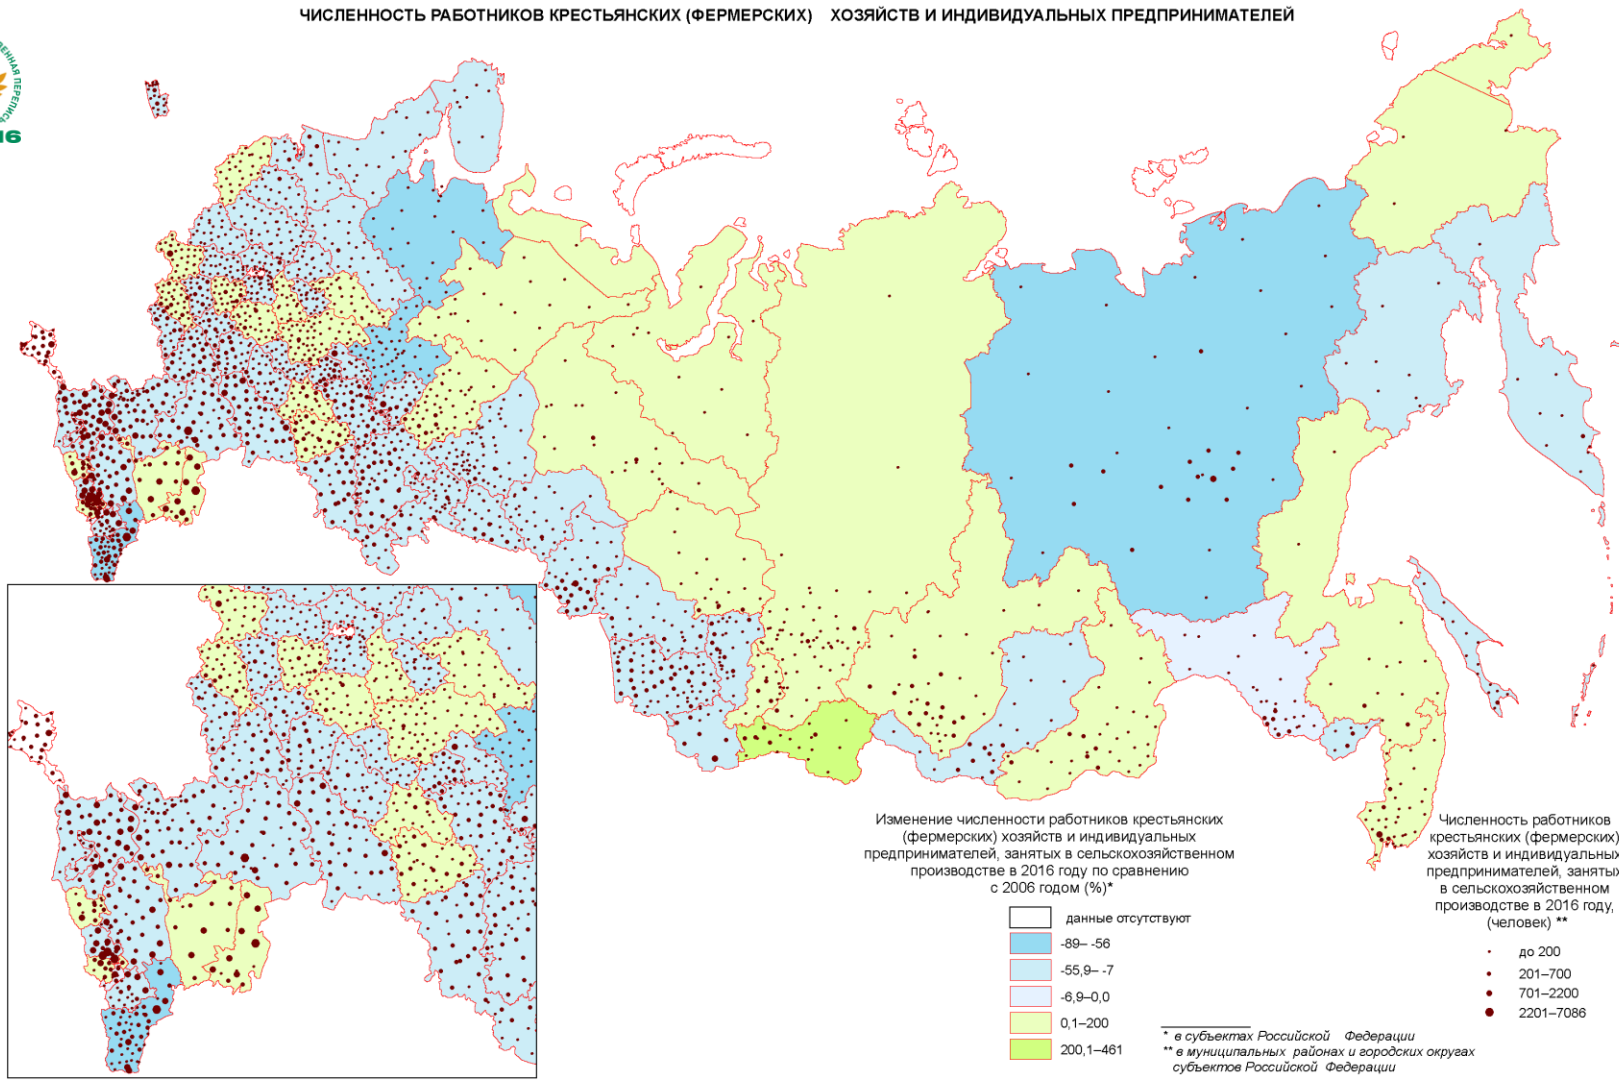 ЧИСЛЕННОСТЬ РАБОТНИКОВ КРЕСТЬЯНСКИХ (ФЕРМЕРСКИХ) ХОЗЯЙСТВ И ИНДИВИДУАЛЬНЫХ ПРЕДПРИНИМАТЕЛЕЙ
Изменение численности работников крестьянских
(фермерских) хозяйств и индивидуальных
предпринимателей, занятых в сельскохозяйственном
производстве в 2016 году по сравнению
с 2006 годом (%)*
данные отсутствуют
-89– -56
-55,9– -7
-6,9–0,0
0,1–200
200,1–461
Численность работников
крестьянских (фермерских)
хозяйств и индивидуальных
предпринимателей, занятых
в сельскохозяйственном
производстве в 2016 году,
(человек) **
до 200
201–700
701–2200
2201–7086
* в субъектах Российской Федерации
** в муниципальных районах и городских округах
субъектов Российской Федерации